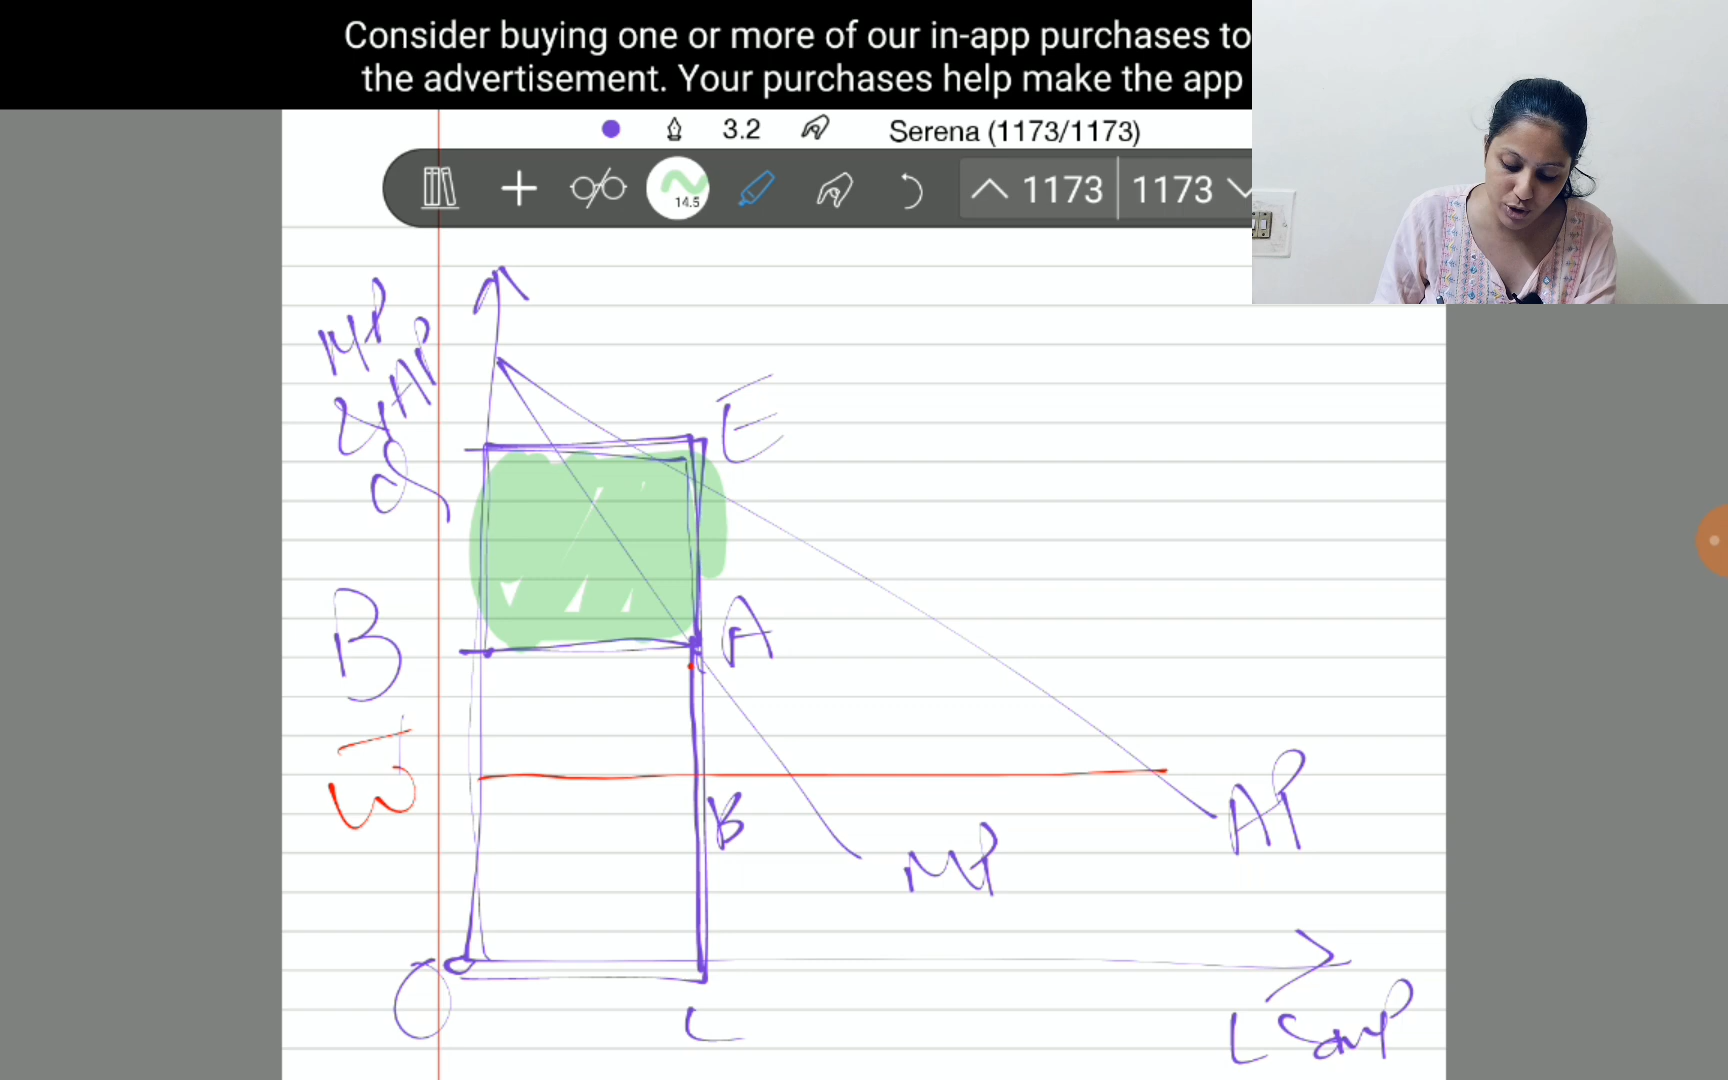 Consider buying one or more of our in-app purchases to
the advertisement. Your purchases help make the app
3.2 Serena (1173/1173)
14.5 1173 1173
MP
& AP
E
B
A
B
AP
MP
O
L
L